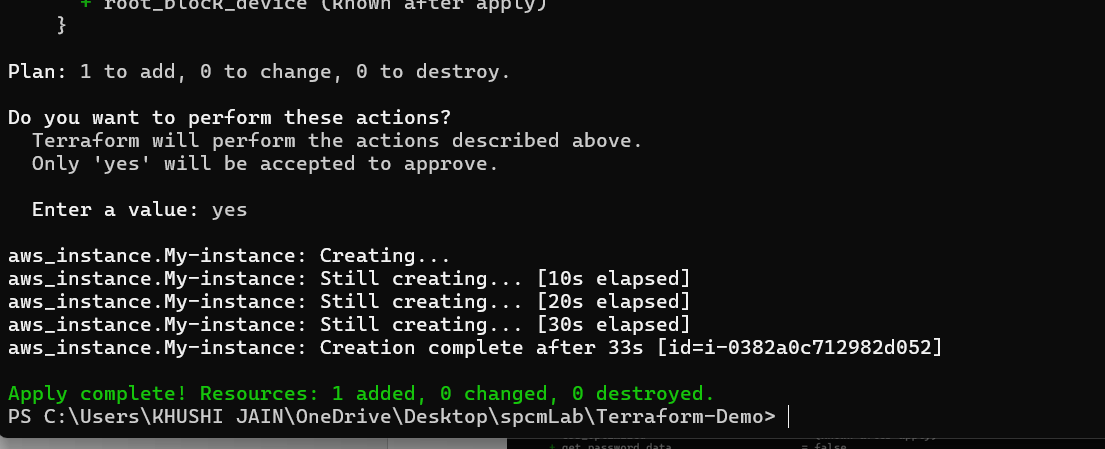 + root_block_device (known after apply)
}
Plan: 1 to add, 0 to change, 0 to destroy.
Do you want to perform these actions?
Terraform will perform the actions described above.
Only 'yes' will be accepted to approve.
Enter a value: yes
aws_instance.My-instance: Creating...
aws_instance.My-instance: Still creating... [10s elapsed]
aws_instance.My-instance: Still creating... [20s elapsed]
aws_instance.My-instance: Still creating... [30s elapsed]
aws_instance.My-instance: Creation complete after 33s [id=i-0382a0c712982d052]
Apply complete! Resources: 1 added, 0 changed, 0 destroyed.
PS C:\Users\KHUSHI JAIN\OneDrive\Desktop\spcmLab\Terraform-Demo>
+ get_password_data = false